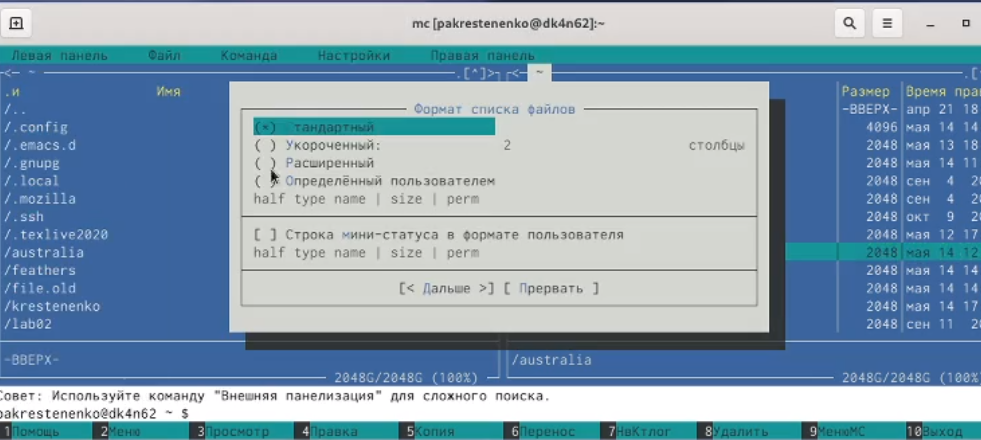 mc [pakrestenenko@dk4n62]:~
Левая панель Файл Команда Настройки Правая панель
<- ~ .[^]>┐┌<- ~ .[
.и Имя Размер Время пра
/.. -ВВЕРХ- апр 21 18
/.config 4096 мая 14 14
/.emacs.d 2048 мая 13 18
/.gnupg 2048 мая 14 11
/.local 2048 сен 4 20
/.mozilla 2048 сен 4 20
/.ssh 2048 окт 9 20
/.texlive2020 2048 мая 12 17
/australia 2048 мая 14 12
/feathers 2048 мая 14 14
/file.old 2048 мая 14 14
/krestenenko 2048 мая 14 17
/lab02 2048 сен 11 20
Формат списка файлов
(*) Стандартный
( ) Укороченный: 2 столбцы
( ) Расширенный
( ) Определённый пользователем
half type name | size | perm
[ ] Строка мини-статуса в формате пользователя
half type name | size | perm
[< Дальше >] [ Прервать ]
-ВВЕРХ- /australia
2048G/2048G (100%) 2048G/2048G (100%
Совет: Используйте команду "Внешняя панелизация" для сложного поиска.
pakrestenenko@dk4n62 ~ $
1Помощь 2Меню 3Просмотр 4Правка 5Копия 6Перенос 7НвКтлог 8Удалить 9МенюMC 10Выход